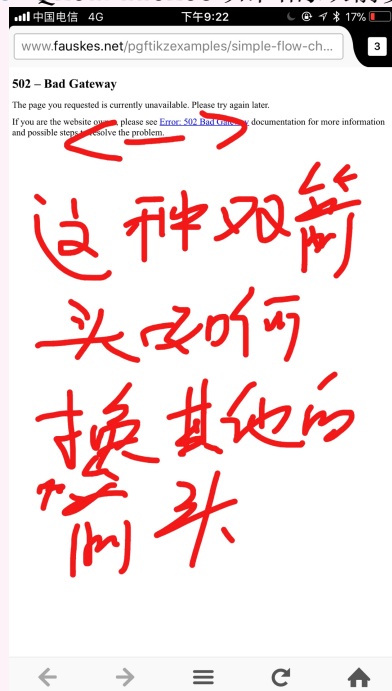 中国电信 4G 下午9:22 17%
www.fauskes.net/pgftikzexamples/simple-flow-ch... 3
502 – Bad Gateway
The page you requested is currently unavailable. Please try again later.
If you are the website owner, please see Error: 502 Bad Gateway documentation for more information
and possible steps to resolve the problem.
这种双箭
头如何
换其他的
箭头